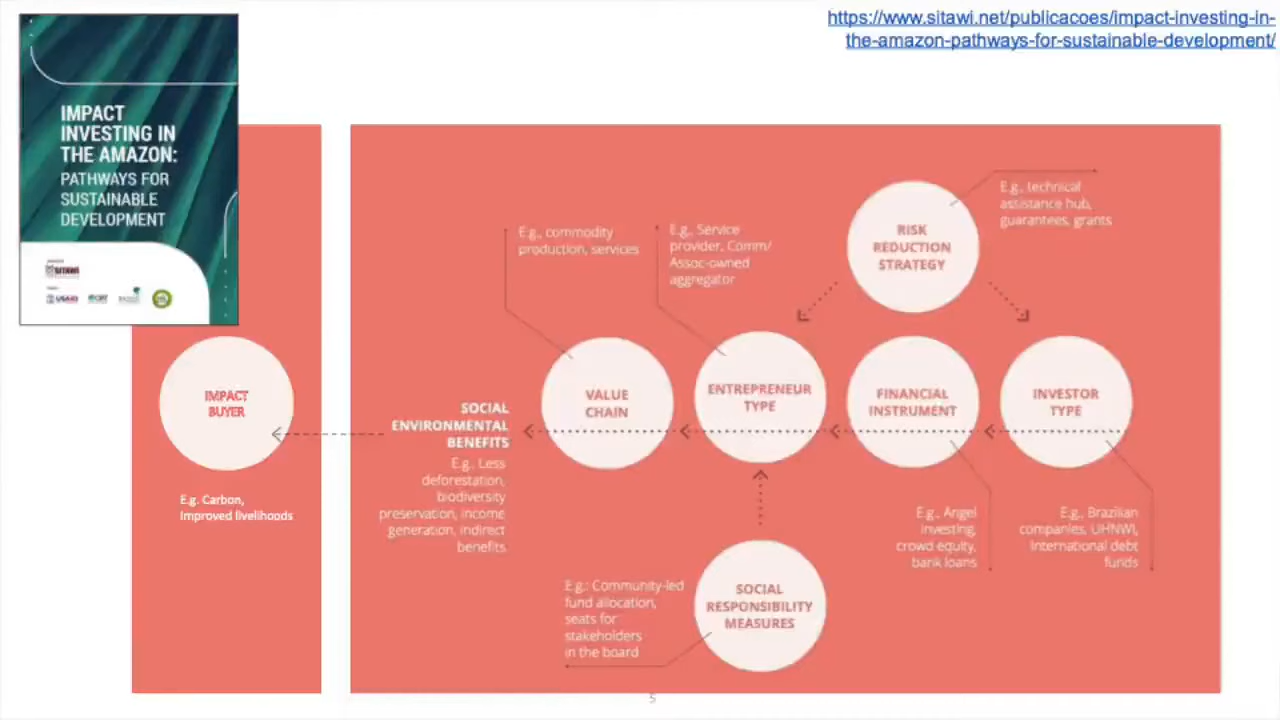 https://www.sitawi.net/publicacoes/impact-investing-in-
the-amazon-pathways-for-sustainable-development/
IMPACT
INVESTING IN
THE AMAZON:
PATHWAYS FOR
SUSTAINABLE
DEVELOPMENT
SITAWI
USAID
CIAT
IMPACT
BUYER
E.g. Carbon,
Improved livelihoods
SOCIAL
ENVIRONMENTAL
BENEFITS
E.g., Less
deforestation,
biodiversity
preservation, income
generation, indirect
benefits
E.g., commodity
production, services
VALUE
CHAIN
E.g., Service
provider, Comm/
Assoc-owned
aggregator
ENTREPRENEUR
TYPE
RISK
REDUCTION
STRATEGY
E.g., technical
assistance hub,
guarantees, grants
FINANCIAL
INSTRUMENT
E.g., Angel
investing,
crowd equity,
bank loans
INVESTOR
TYPE
E.g., Brazilian
companies, UHNWI,
international debt
funds
E.g.: Community-led
fund allocation,
seats for
stakeholders
in the board
SOCIAL
RESPONSIBILITY
MEASURES
5